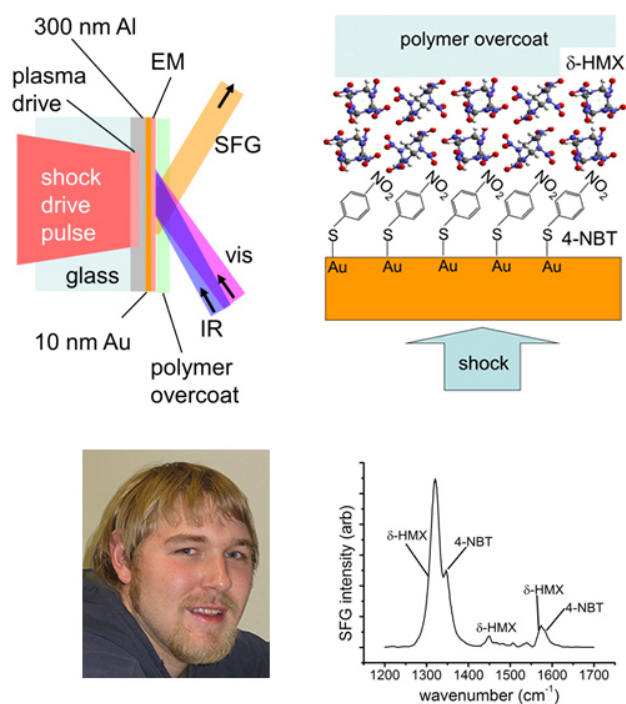 300 nm Al
plasma
drive
EM
SFG
shock
drive
pulse
glass
vis
IR
10 nm Au
polymer
overcoat
polymer overcoat
δ-HMX
NO2 NO2 NO2 NO2 NO2
S S S S S
4-NBT
Au Au Au Au Au
shock
SFG intensity (arb)
δ-HMX
4-NBT
δ-HMX
δ-HMX
4-NBT
1200 1300 1400 1500 1600 1700
wavenumber (cm⁻¹)